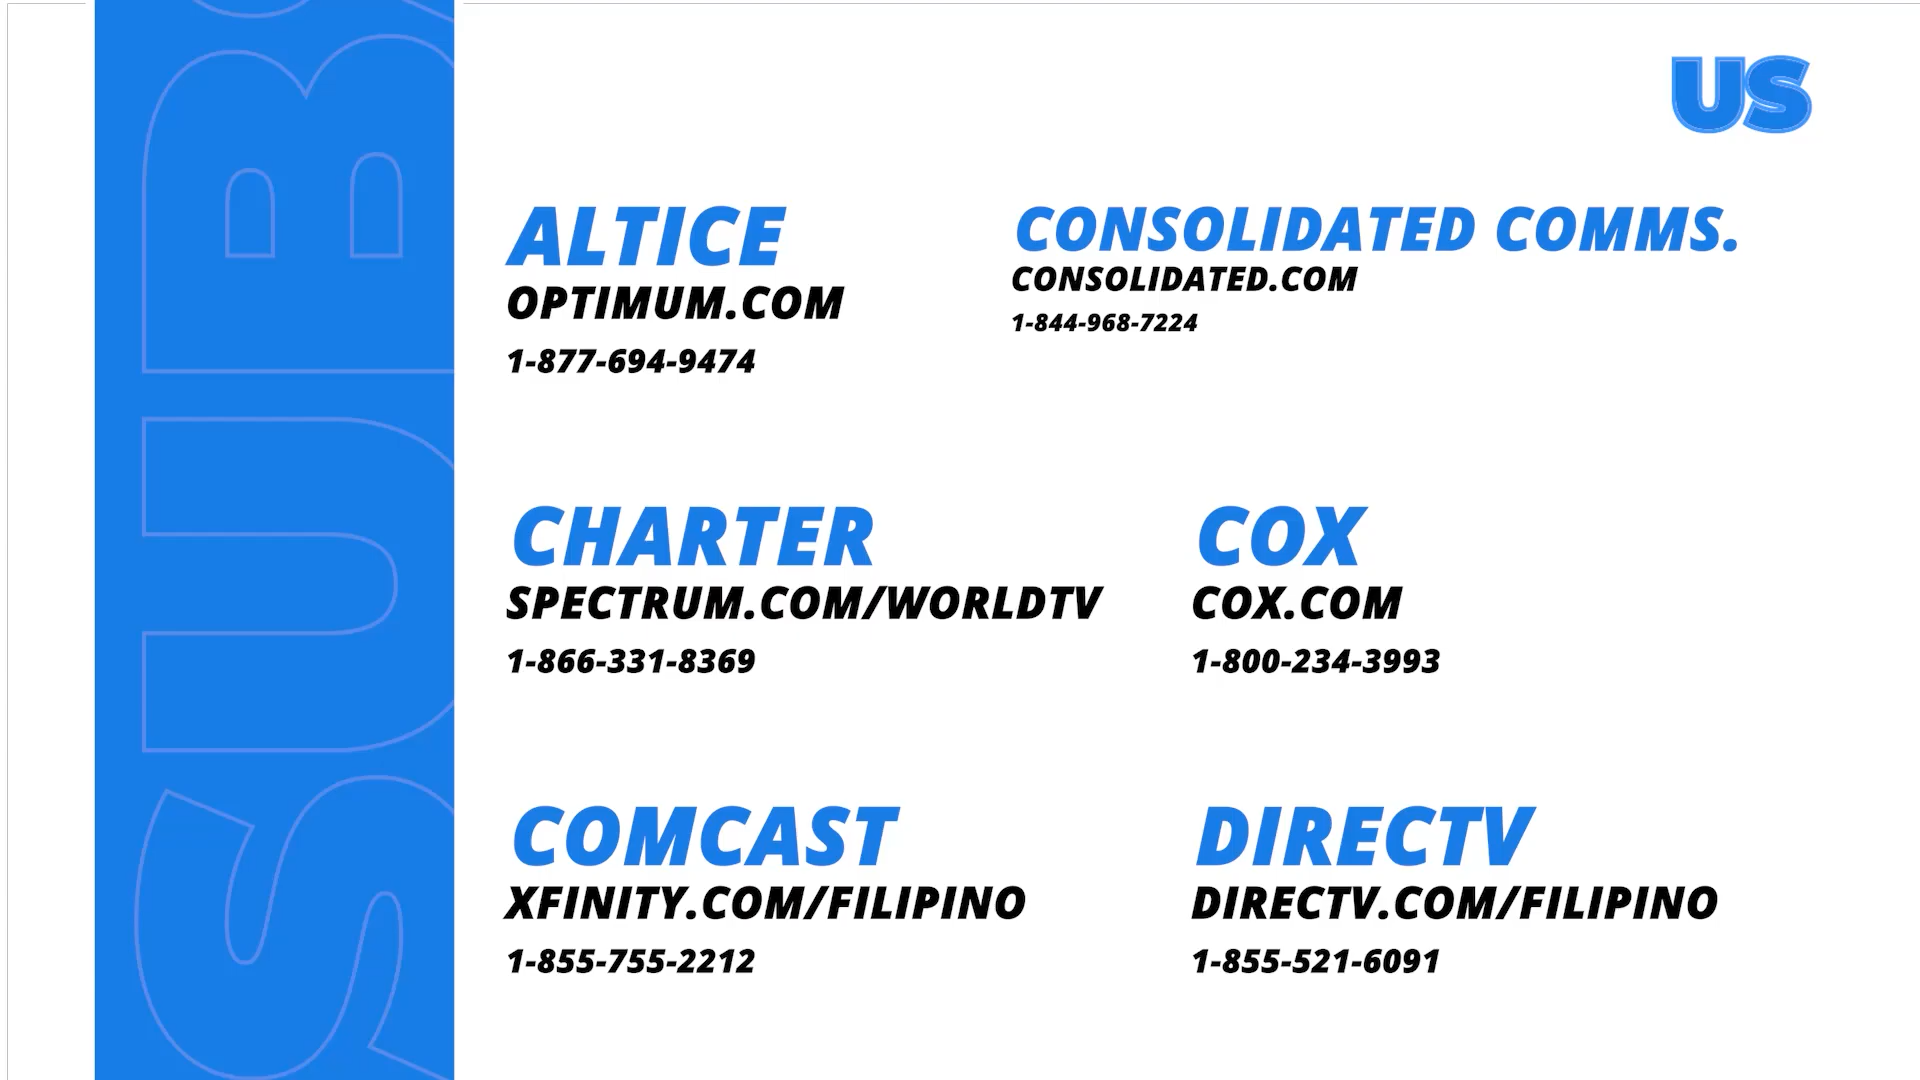 US
ALTICE
OPTIMUM.COM
1-877-694-9474
CONSOLIDATED COMMS.
CONSOLIDATED.COM
1-844-968-7224
CHARTER
SPECTRUM.COM/WORLDTV
1-866-331-8369
COX
COX.COM
1-800-234-3993
COMCAST
XFINITY.COM/FILIPINO
1-855-755-2212
DIRECTV
DIRECTV.COM/FILIPINO
1-855-521-6091
SUB